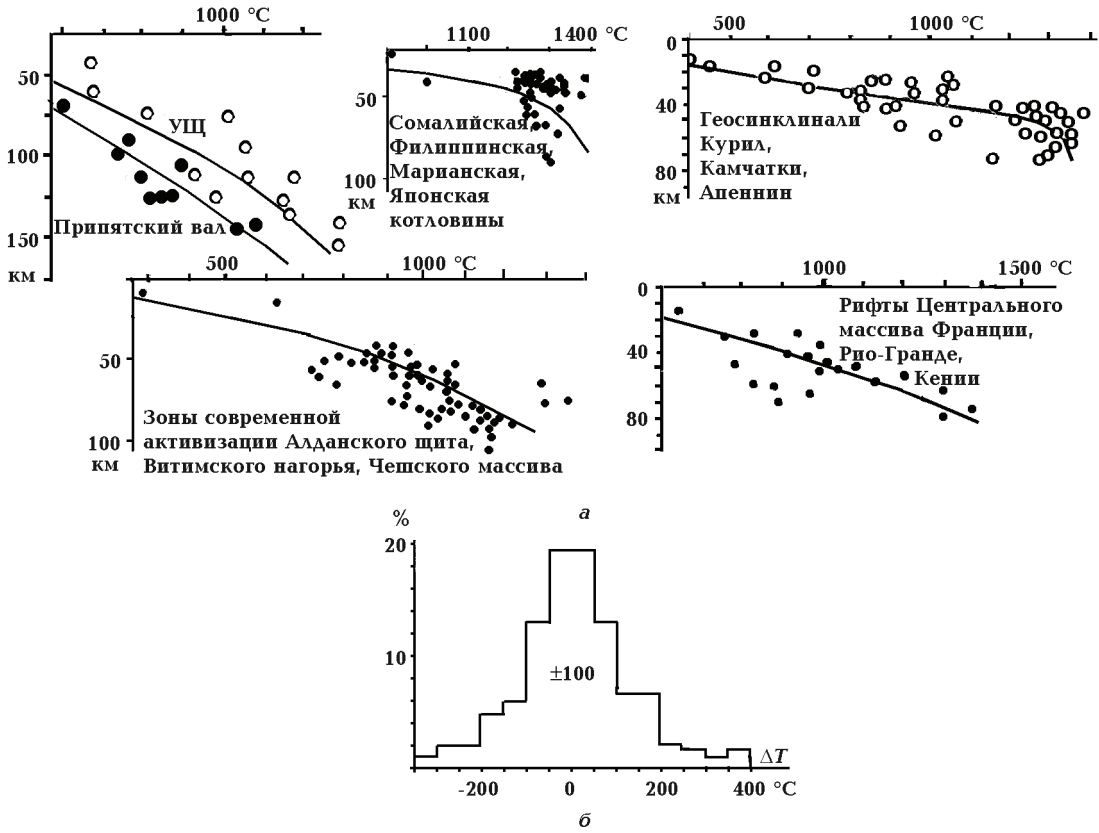 1000 °C
50
100
150
км
УЩ
Припятский вал
1100 1400 °C
50
100
км
Сомалийская,
Филиппинская,
Марианская,
Японская
котловины
500 1000 °C
0
40
80
км
Геосинклинали
Курил,
Камчатки,
Апеннин
500 1000 °C
50
100
км
Зоны современной
активизации Алданского щита,
Витимского нагорья, Чешского массива
1000 1500 °C
0
40
80
Рифты Центрального
массива Франции,
Рио-Гранде,
Кении
а
%
20
10
±100
ΔT
-200 0 200 400 °C
б